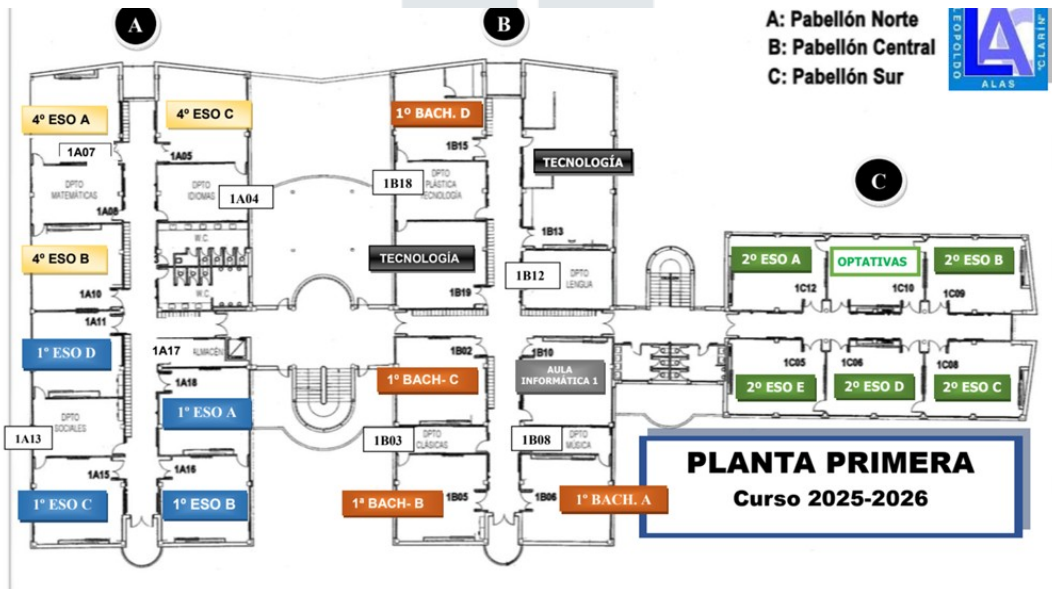 A
B
A: Pabellón Norte
B: Pabellón Central
C: Pabellón Sur
LEOPOLDO
LA
"CLARÍN"
ALAS
4º ESO A
4º ESO C
1º BACH. D
1A07
1A05
1B15
TECNOLOGÍA
C
DPTO
MATEMÁTICAS
DPTO
IDIOMAS
1A04
1B18
DPTO
PLÁSTICA
TECNOLOGÍA
1A08
W.C.
1B13
4º ESO B
TECNOLOGÍA
1B12
DPTO
LENGUA
2º ESO A
OPTATIVAS
2º ESO B
W.C.
1A10
1B19
1C12
1C10
1C09
1A11
1º ESO D
1A17
ALMACÉN
1B02
1B10
1C05
1C06
1C08
1A18
1º BACH- C
AULA
INFORMÁTICA 1
2º ESO E
2º ESO D
2º ESO C
1º ESO A
1A13
DPTO
SOCIALES
1B03
DPTO
CLÁSICAS
1B08
DPTO
MÚSICA
1A15
1A16
PLANTA PRIMERA
Curso 2025-2026
1º ESO C
1º ESO B
1ª BACH- B
1B05
1B06
1º BACH. A